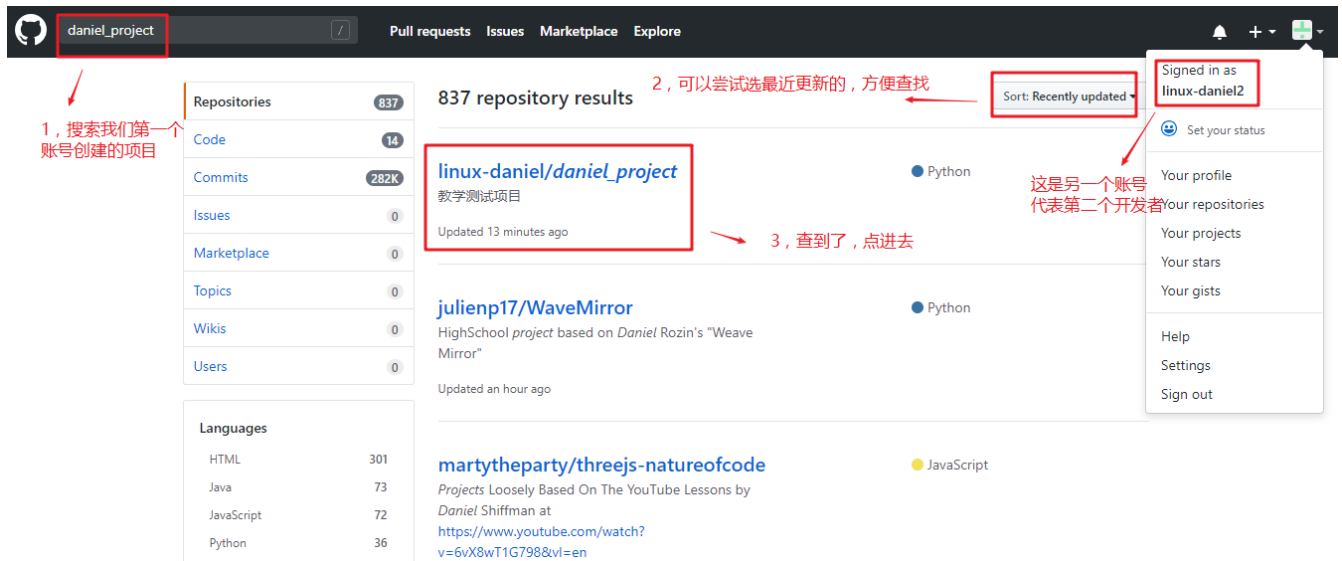 daniel_project
/
Pull requests Issues Marketplace Explore
Signed in as
linux-daniel2
Set your status
Your profile
Your repositories
Your projects
Your stars
Your gists
Help
Settings
Sign out
1，搜索我们第一个
账号创建的项目
Repositories 837
Code 14
Commits 282K
Issues 0
Marketplace 0
Topics 0
Wikis 0
Users 0
Languages
HTML 301
Java 73
JavaScript 72
Python 36
837 repository results
2，可以尝试选最近更新的，方便查找
Sort: Recently updated
这是另一个账号
代表第二个开发者
linux-daniel/daniel_project
Python
教学测试项目
Updated 13 minutes ago
3，查到了，点进去
julienp17/WaveMirror
Python
HighSchool project based on Daniel Rozin's "Weave
Mirror"
Updated an hour ago
martytheparty/threejs-natureofcode
JavaScript
Projects Loosely Based On The YouTube Lessons by
Daniel Shiffman at
https://www.youtube.com/watch?
v=6vX8wT1G798&vl=en